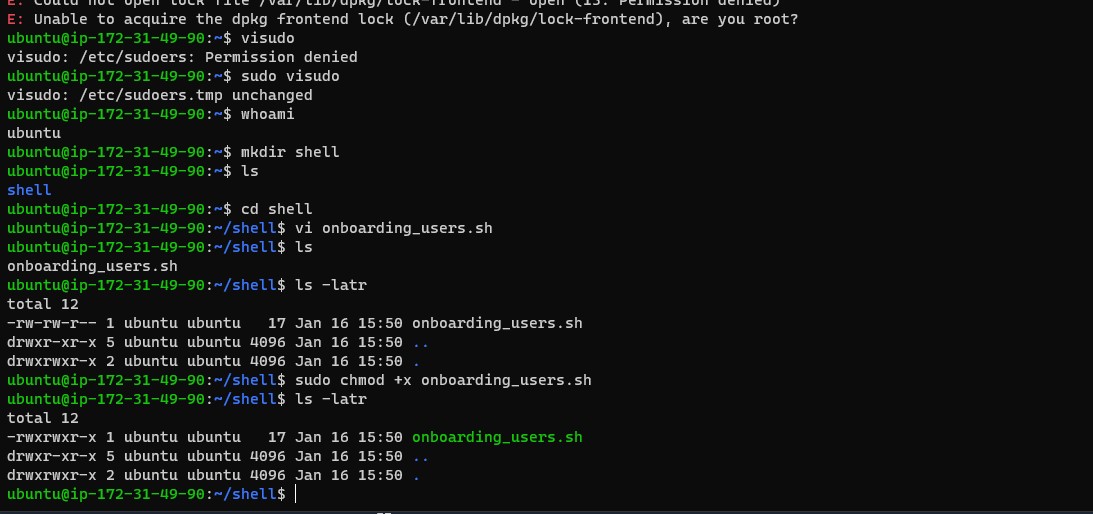 E: Could not open lock file /var/lib/dpkg/lock-frontend - open (13: Permission denied)
E: Unable to acquire the dpkg frontend lock (/var/lib/dpkg/lock-frontend), are you root?
ubuntu@ip-172-31-49-90:~$ visudo
visudo: /etc/sudoers: Permission denied
ubuntu@ip-172-31-49-90:~$ sudo visudo
visudo: /etc/sudoers.tmp unchanged
ubuntu@ip-172-31-49-90:~$ whoami
ubuntu
ubuntu@ip-172-31-49-90:~$ mkdir shell
ubuntu@ip-172-31-49-90:~$ ls
shell
ubuntu@ip-172-31-49-90:~$ cd shell
ubuntu@ip-172-31-49-90:~/shell$ vi onboarding_users.sh
ubuntu@ip-172-31-49-90:~/shell$ ls
onboarding_users.sh
ubuntu@ip-172-31-49-90:~/shell$ ls -latr
total 12
-rw-rw-r-- 1 ubuntu ubuntu   17 Jan 16 15:50 onboarding_users.sh
drwxr-xr-x 5 ubuntu ubuntu 4096 Jan 16 15:50 ..
drwxrwxr-x 2 ubuntu ubuntu 4096 Jan 16 15:50 .
ubuntu@ip-172-31-49-90:~/shell$ sudo chmod +x onboarding_users.sh
ubuntu@ip-172-31-49-90:~/shell$ ls -latr
total 12
-rwxrwxr-x 1 ubuntu ubuntu   17 Jan 16 15:50 onboarding_users.sh
drwxr-xr-x 5 ubuntu ubuntu 4096 Jan 16 15:50 ..
drwxrwxr-x 2 ubuntu ubuntu 4096 Jan 16 15:50 .
ubuntu@ip-172-31-49-90:~/shell$